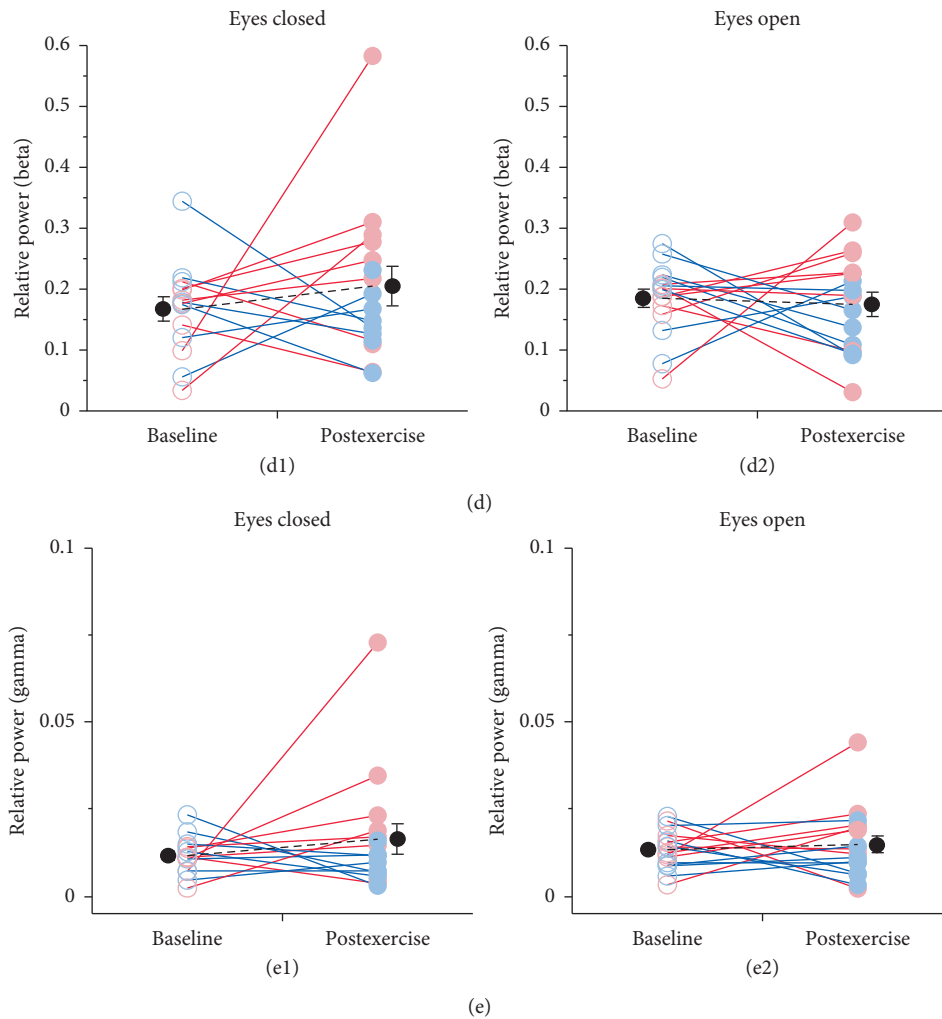 Eyes closed
Relative power (beta)
0.6
0.5
0.4
0.3
0.2
0.1
0
Baseline
Postexercise
(d1)
Eyes open
Relative power (beta)
0.6
0.5
0.4
0.3
0.2
0.1
0
Baseline
Postexercise
(d2)
(d)
Eyes closed
Relative power (gamma)
0.1
0.05
0
Baseline
Postexercise
(e1)
Eyes open
Relative power (gamma)
0.1
0.05
0
Baseline
Postexercise
(e2)
(e)